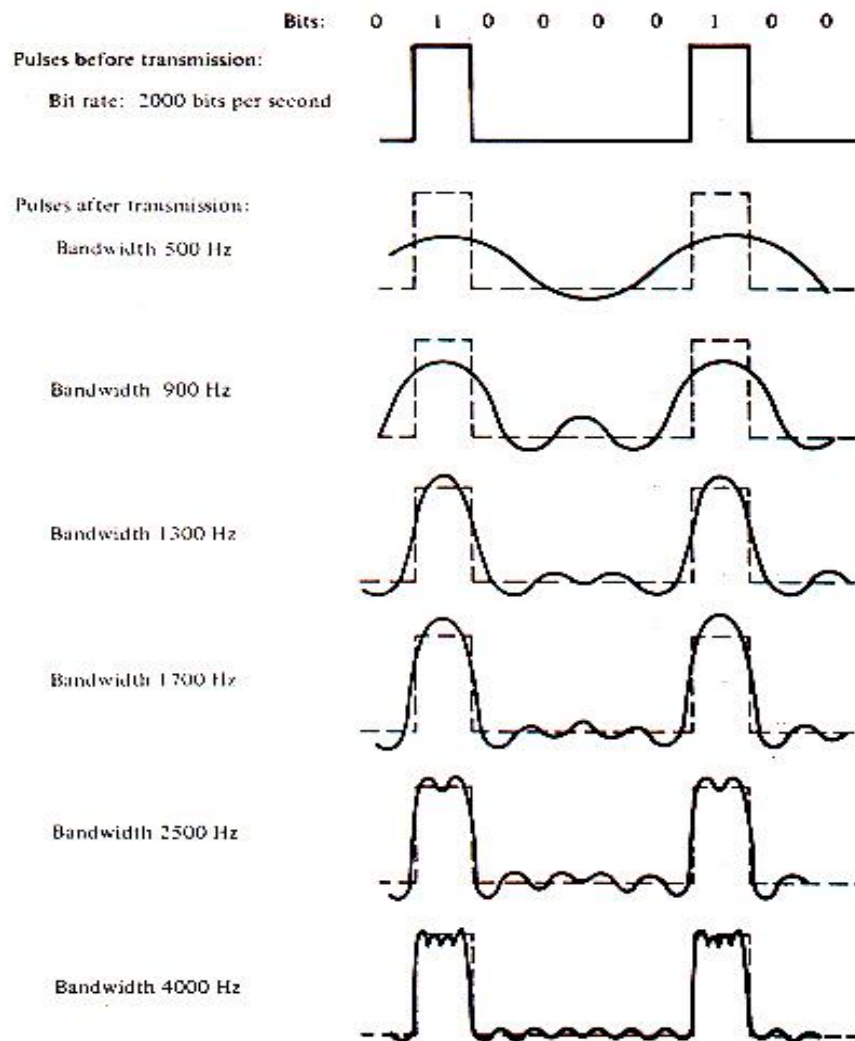 Bits: 0 1 0 0 0 0 1 0 0
Pulses before transmission:
Bit rate: 2000 bits per second
Pulses after transmission:
Bandwidth 500 Hz
Bandwidth 900 Hz
Bandwidth 1300 Hz
Bandwidth 1700 Hz
Bandwidth 2500 Hz
Bandwidth 4000 Hz